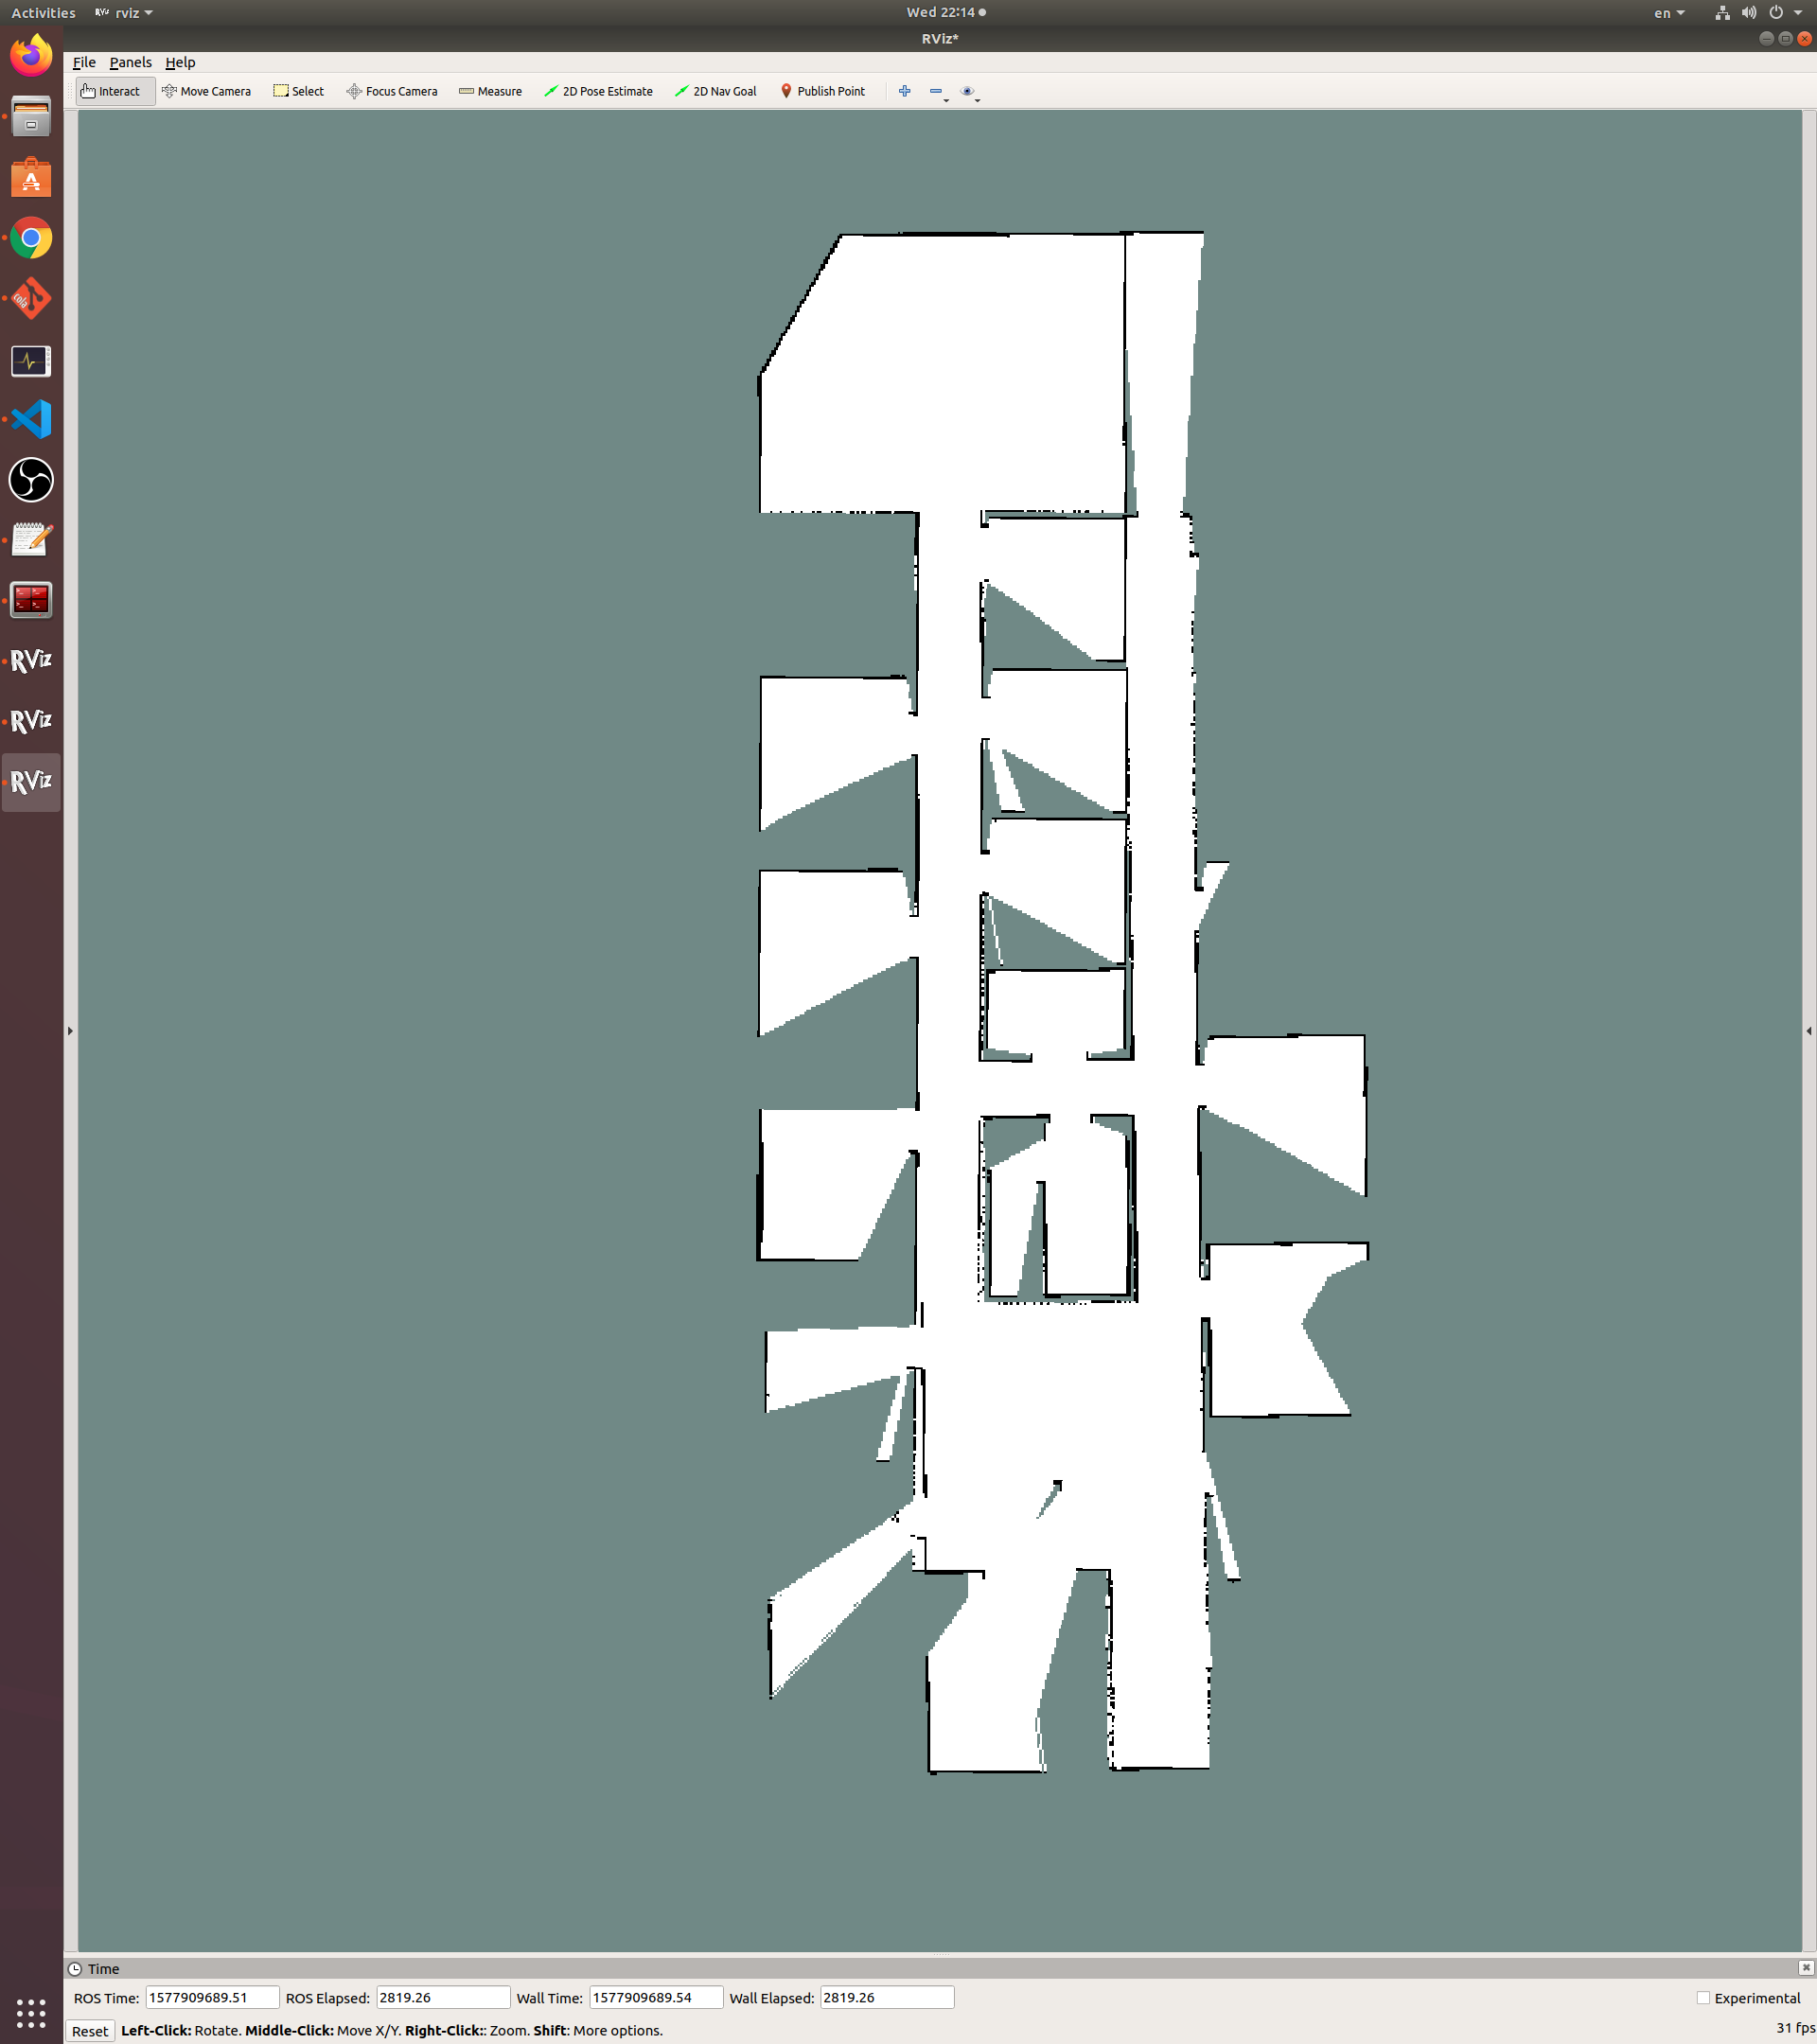 Activities RViz rviz Wed 22:14 en
RViz*
File Panels Help
Interact Move Camera Select Focus Camera Measure 2D Pose Estimate 2D Nav Goal Publish Point
cola
RViz
RViz
RViz
Time
ROS Time: 1577909689.51 ROS Elapsed: 2819.26 Wall Time: 1577909689.54 Wall Elapsed: 2819.26 Experimental
Reset Left-Click: Rotate. Middle-Click: Move X/Y. Right-Click:: Zoom. Shift: More options. 31 fps